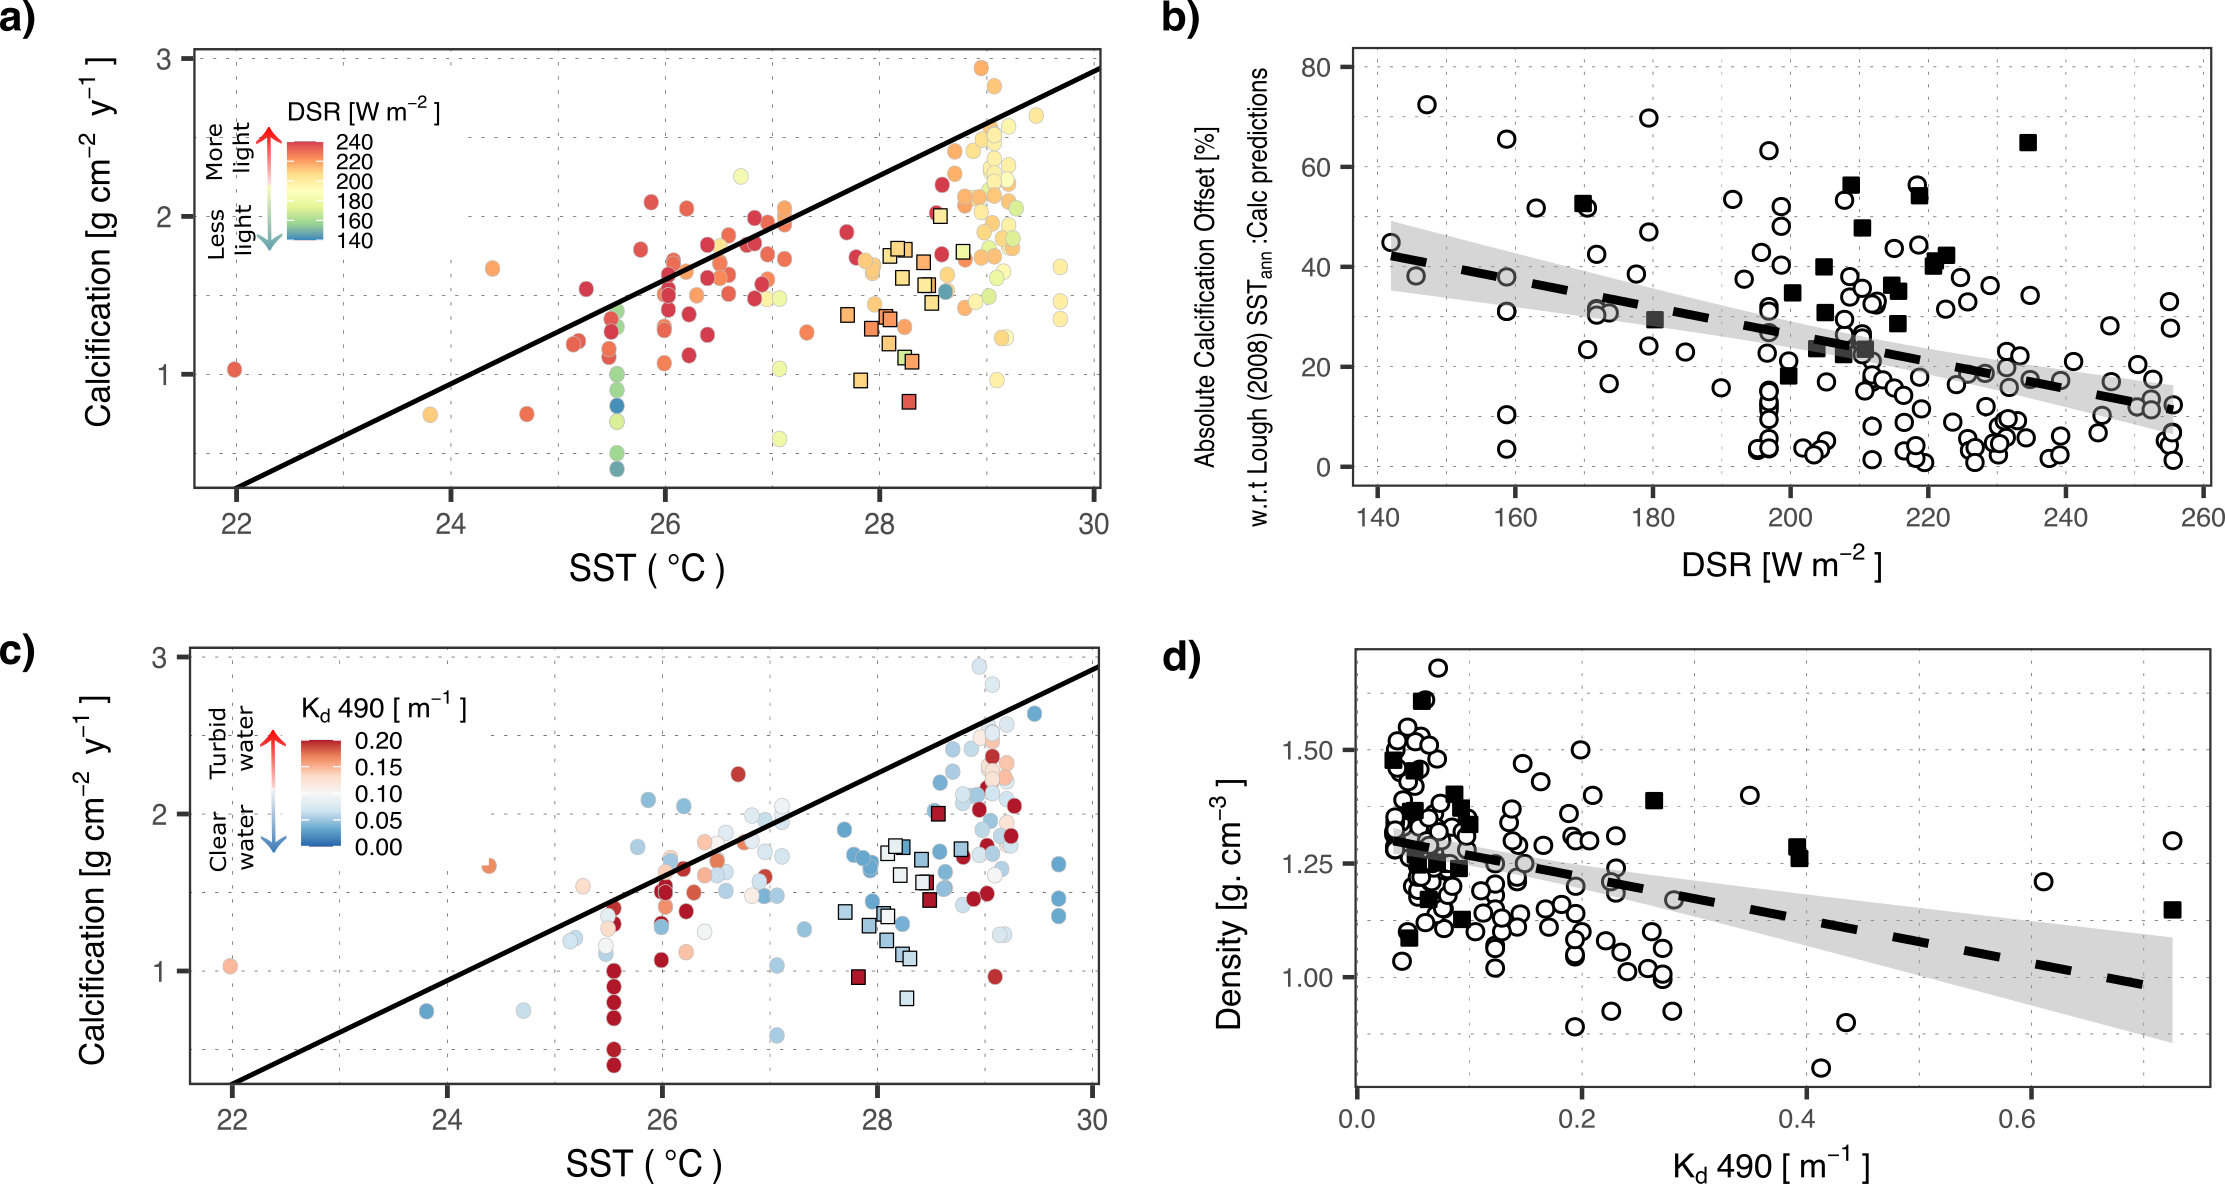 a)
Calcification [g cm−2 y−1 ]
3
2
1
DSR [W m−2 ]
More light
Less light
240
220
200
180
160
140
22
24
26
28
30
SST ( °C )
b)
Absolute Calcification Offset [%]
w.r.t Lough (2008) SSTann :Calc predictions
80
60
40
20
0
140
160
180
200
220
240
260
DSR [W m−2 ]
c)
Calcification [g cm−2 y−1 ]
3
2
1
Kd 490 [ m−1 ]
Turbid water
Clear water
0.20
0.15
0.10
0.05
0.00
22
24
26
28
30
SST ( °C )
d)
Density [g. cm−3 ]
1.50
1.25
1.00
0.0
0.2
0.4
0.6
Kd 490 [ m−1 ]